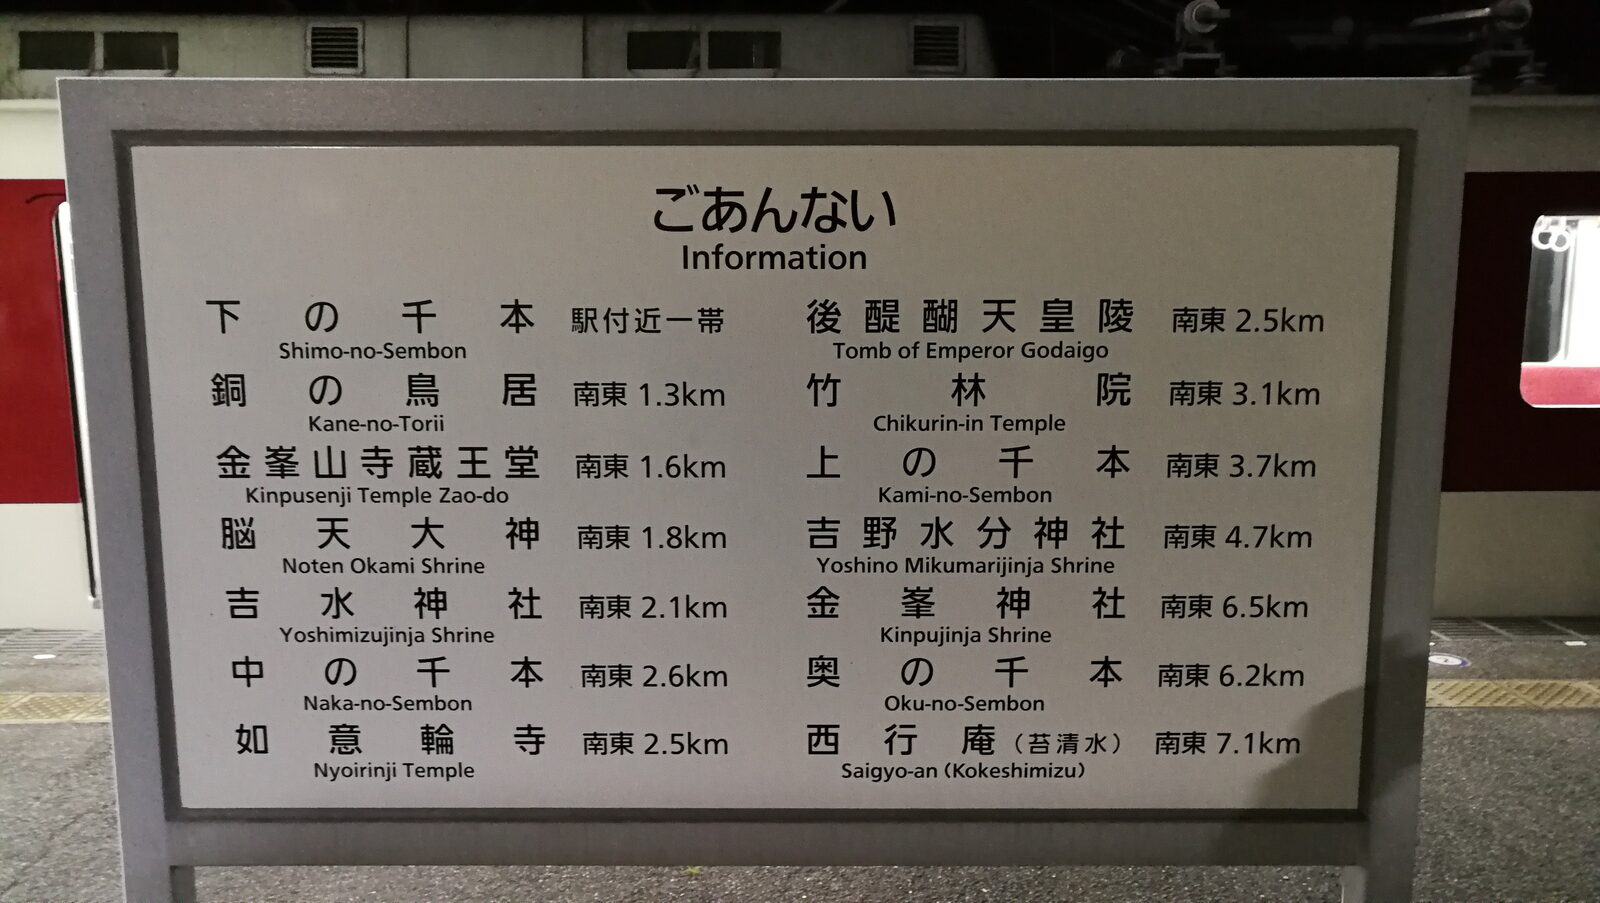 ごあんない
Information
下の千本 駅付近一帯
Shimo-no-Sembon
銅の鳥居 南東 1.3km
Kane-no-Torii
金峯山寺蔵王堂 南東 1.6km
Kinpusenji Temple Zao-do
脳天大神 南東 1.8km
Noten Okami Shrine
吉水神社 南東 2.1km
Yoshimizujinja Shrine
中の千本 南東 2.6km
Naka-no-Sembon
如意輪寺 南東 2.5km
Nyoirinji Temple
後醍醐天皇陵 南東 2.5km
Tomb of Emperor Godaigo
竹林院 南東 3.1km
Chikurin-in Temple
上の千本 南東 3.7km
Kami-no-Sembon
吉野水分神社 南東 4.7km
Yoshino Mikumarijinja Shrine
金峯神社 南東 6.5km
Kinpujinja Shrine
奥の千本 南東 6.2km
Oku-no-Sembon
西行庵（苔清水） 南東 7.1km
Saigyo-an (Kokeshimizu)